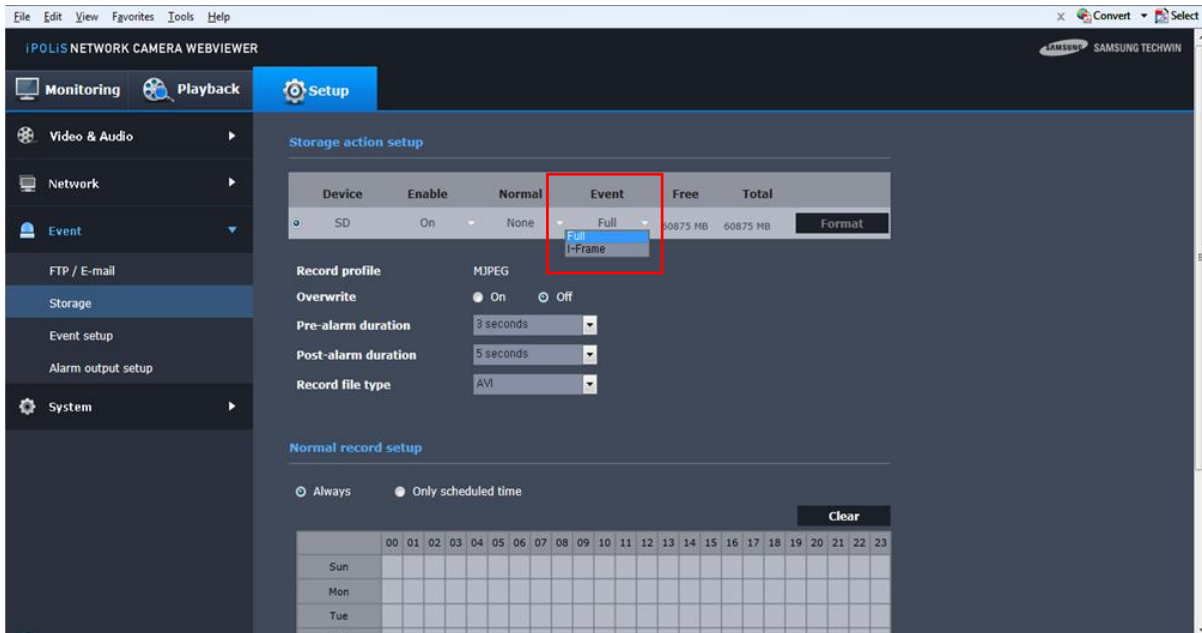 File Edit View Favorites Tools Help
x Convert Select
iPOLiS NETWORK CAMERA WEBVIEWER
SAMSUNG SAMSUNG TECHWIN
Monitoring Playback Setup
Video & Audio
Network
Event
FTP / E-mail
Storage
Event setup
Alarm output setup
System
Storage action setup
Device Enable Normal Event Free Total
SD On None Full 60875 MB 60875 MB Format
Full
I-Frame
Record profile MJPEG
Overwrite On Off
Pre-alarm duration 3 seconds
Post-alarm duration 5 seconds
Record file type AVI
Normal record setup
Always Only scheduled time
Clear
00 01 02 03 04 05 06 07 08 09 10 11 12 13 14 15 16 17 18 19 20 21 22 23
Sun
Mon
Tue